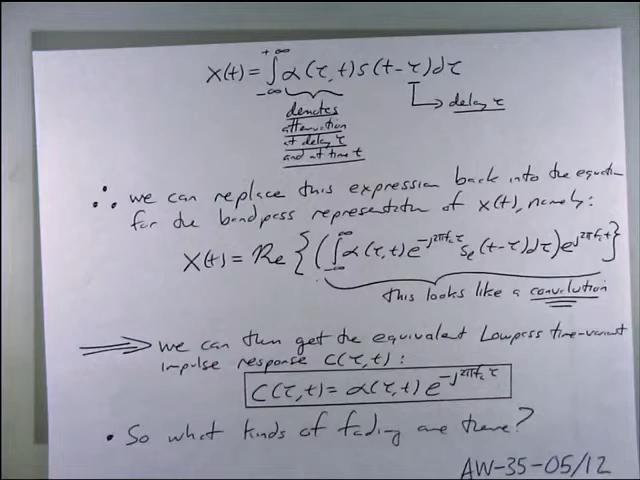 x(t) = ∫_{-∞}^{+∞} α(τ,t) s(t-τ)dτ
→ delay τ
denotes
attenuation
at delay τ
and at time t
∴ we can replace this expression back into the equation
for the bandpass representation of x(t), namely:
x(t) = Re { ( ∫_{-∞}^{∞} α(τ,t) e^{-j2πf_c τ} s_e(t-τ)dτ ) e^{j2πf_c t} }
this looks like a convolution
⟹ we can then get the equivalent Lowpass time-variant
impulse response C(τ,t):
C(τ,t) = α(τ,t) e^{-j2πf_c τ}
• So what kinds of fading are there?
AW-35-05/12